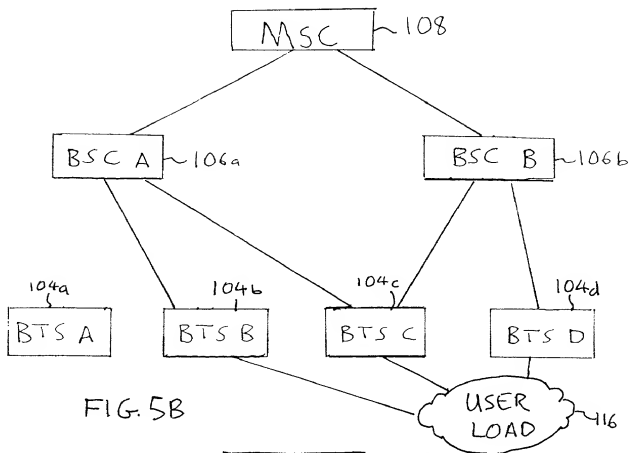 MSC
108
BSC A
106a
BSC B
106b
104a
104b
104c
104d
BTS A
BTS B
BTS C
BTS D
FIG. 5B
USER
LOAD
116